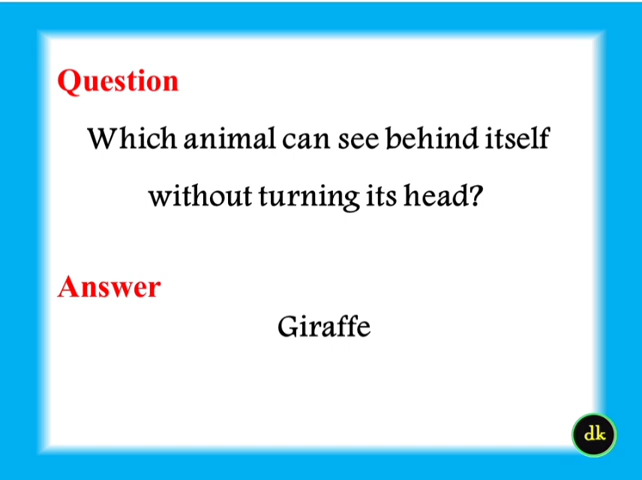 Question
Which animal can see behind itself
without turning its head?
Answer
Giraffe
dk